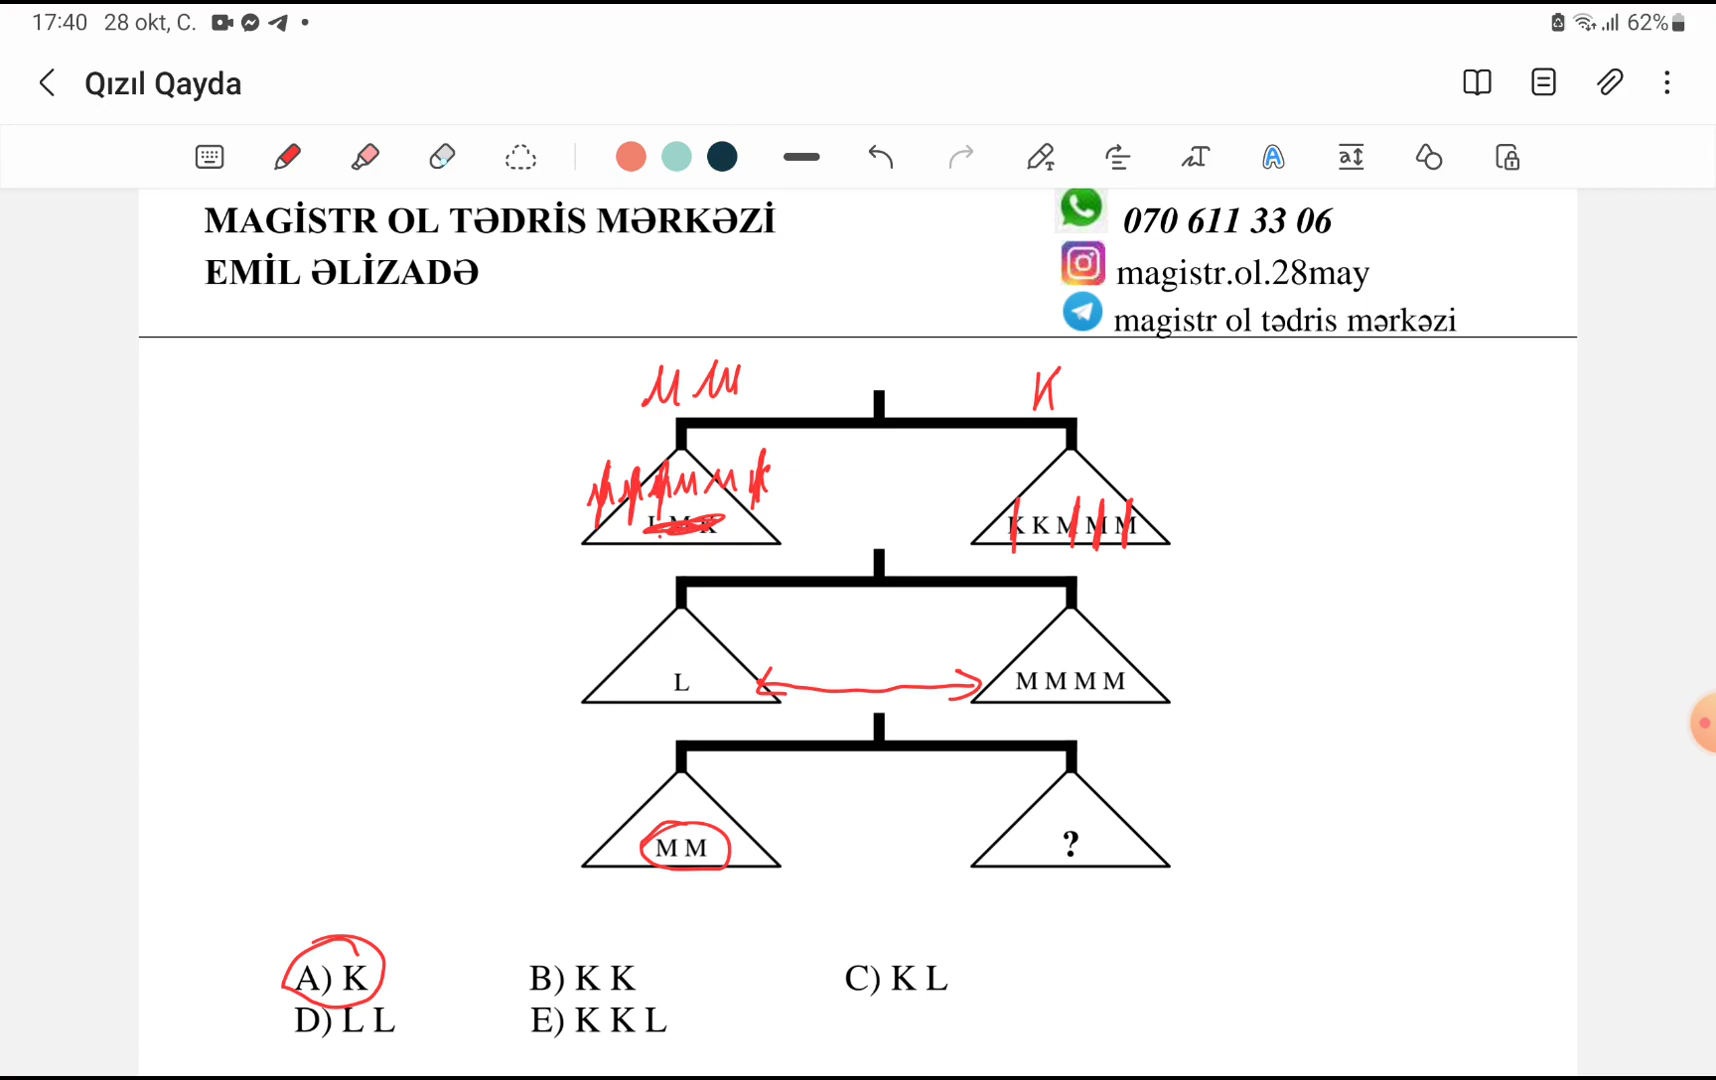 17:40 28 okt, C. 62%
Qızıl Qayda
MAGİSTR OL TƏDRİS MƏRKƏZİ 070 611 33 06
EMİL ƏLİZADƏ magistr.ol.28may
magistr ol tədris mərkəzi
M M K
M M M M M K
L M K K K M M M
L M M M M
M M ?
A) K B) K K C) K L
D) L L E) K K L